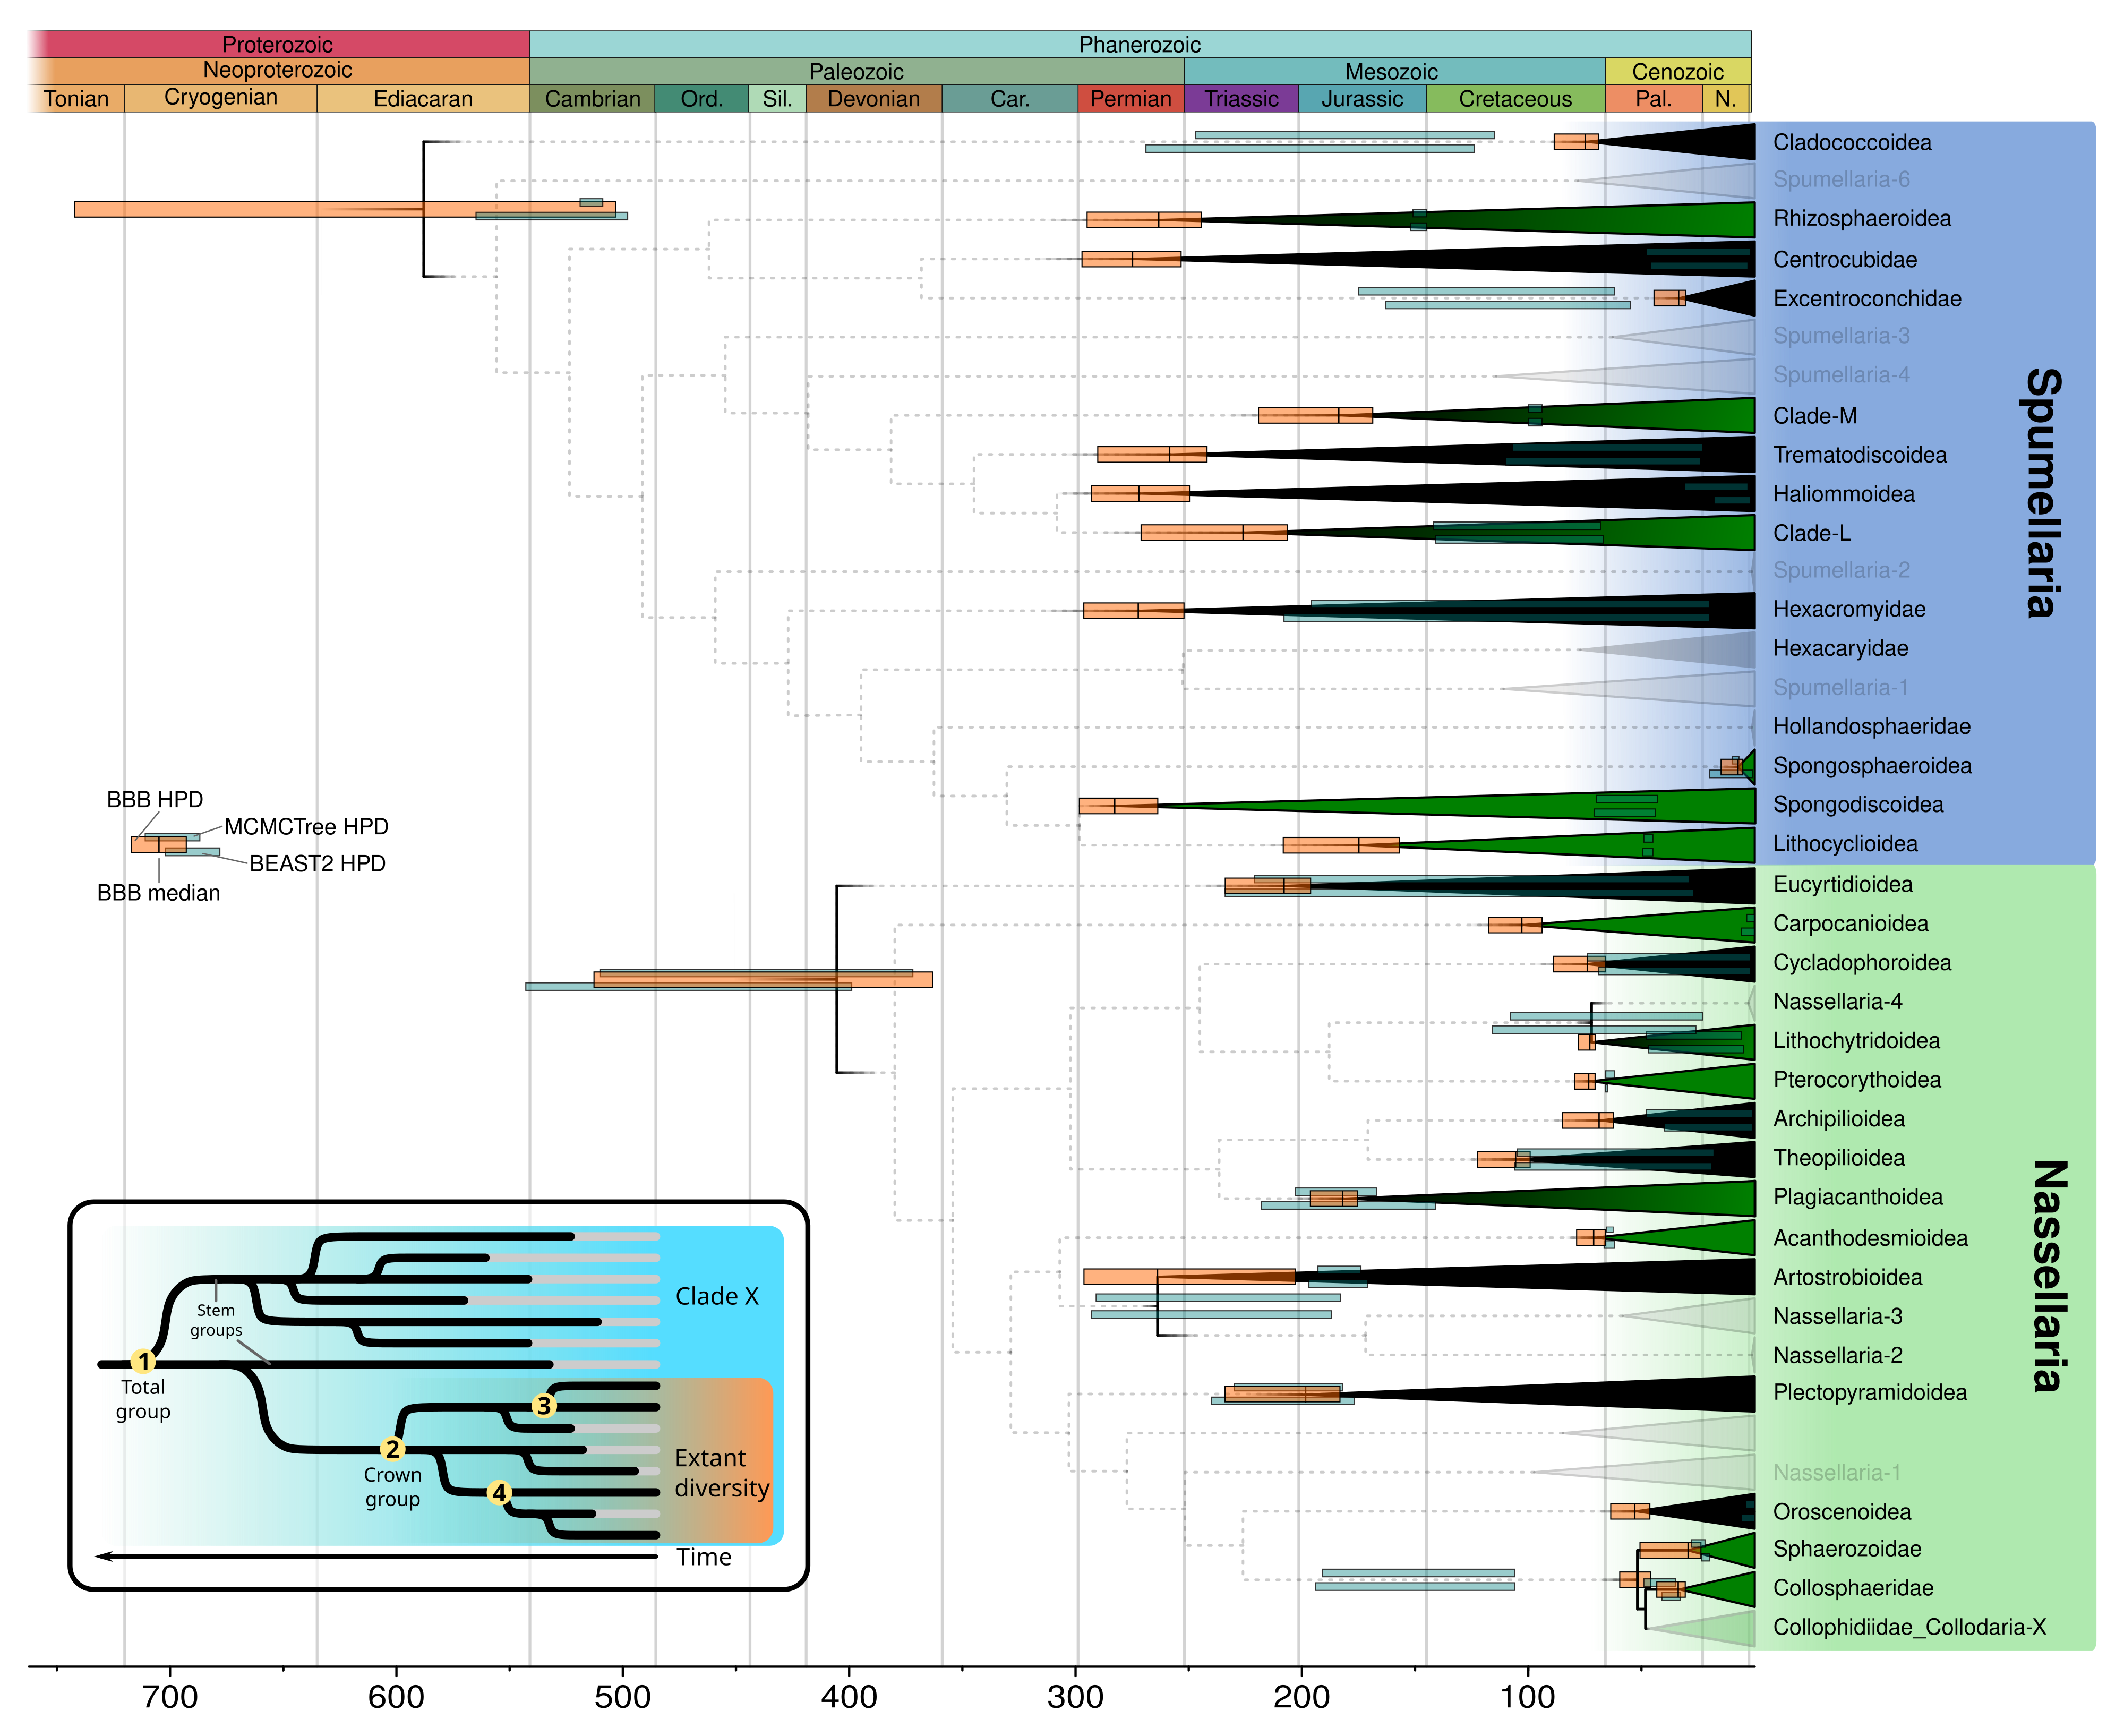 Proterozoic Phanerozoic
Neoproterozoic Paleozoic Mesozoic Cenozoic
Tonian Cryogenian Ediacaran Cambrian Ord. Sil. Devonian Car. Permian Triassic Jurassic Cretaceous Pal. N.
Cladococcoidea
Spumellaria-6
Rhizosphaeroidea
Centrocubidae
Excentroconchidae
Spumellaria-3
Spumellaria-4
Clade-M
Trematodiscoidea
Haliommoidea
Clade-L
Spumellaria-2
Hexacromyidae
Hexacaryidae
Spumellaria-1
Hollandosphaeridae
Spongosphaeroidea
Spongodiscoidea
Lithocyclioidea
Spumellaria
Eucyrtidioidea
Carpocanioidea
Cycladophoroidea
Nassellaria-4
Lithochytridoidea
Pterocorythoidea
Archipilioidea
Theopilioidea
Plagiacanthoidea
Acanthodesmioidea
Artostrobioidea
Nassellaria-3
Nassellaria-2
Plectopyramidoidea
Nassellaria-1
Oroscenoidea
Sphaerozoidae
Collosphaeridae
Collophidiidae_Collodaria-X
Nassellaria
BBB HPD
MCMCTree HPD
BEAST2 HPD
BBB median
Clade X
Stem
groups
1
Total
group
3
2
Crown
group
4
Extant
diversity
Time
700 600 500 400 300 200 100